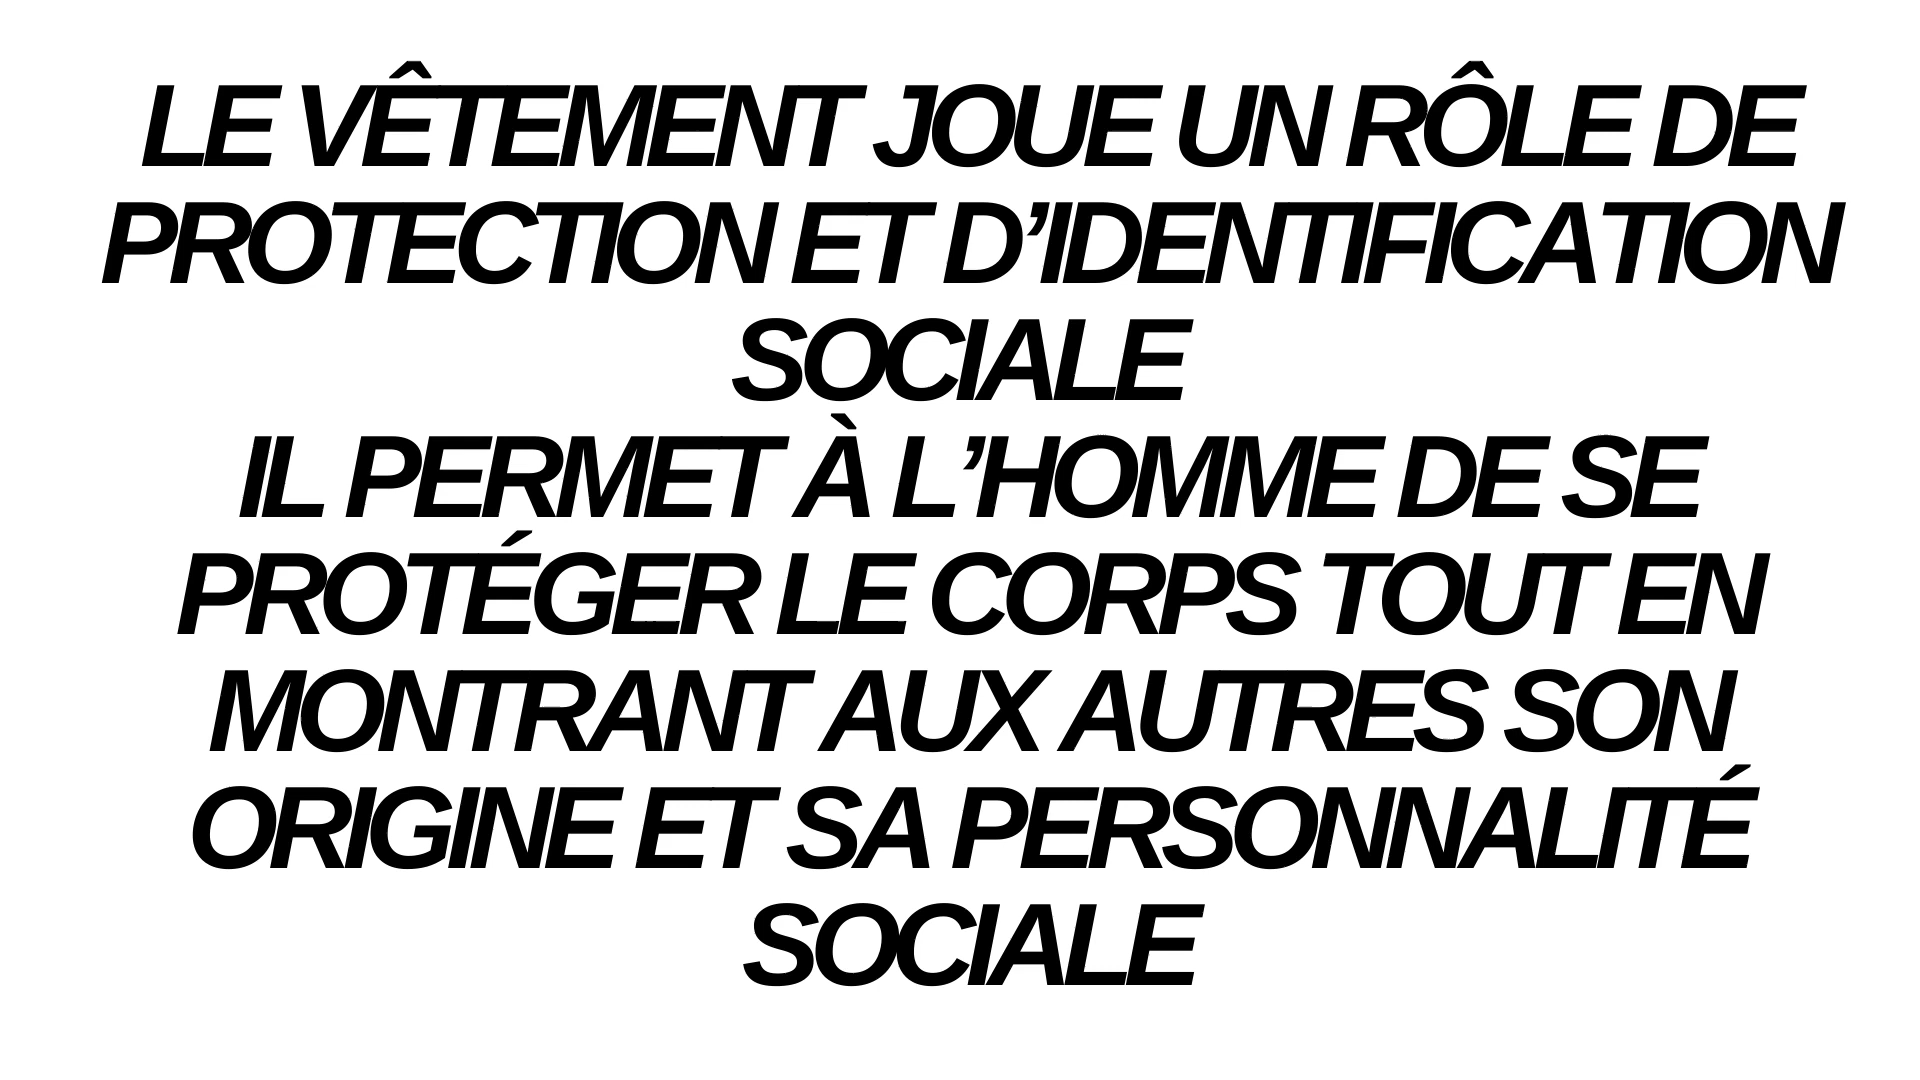 LE VÊTEMENT JOUE UN RÔLE DE
PROTECTION ET D’IDENTIFICATION
SOCIALE
IL PERMET À L’HOMME DE SE
PROTÉGER LE CORPS TOUT EN
MONTRANT AUX AUTRES SON
ORIGINE ET SA PERSONNALITÉ
SOCIALE